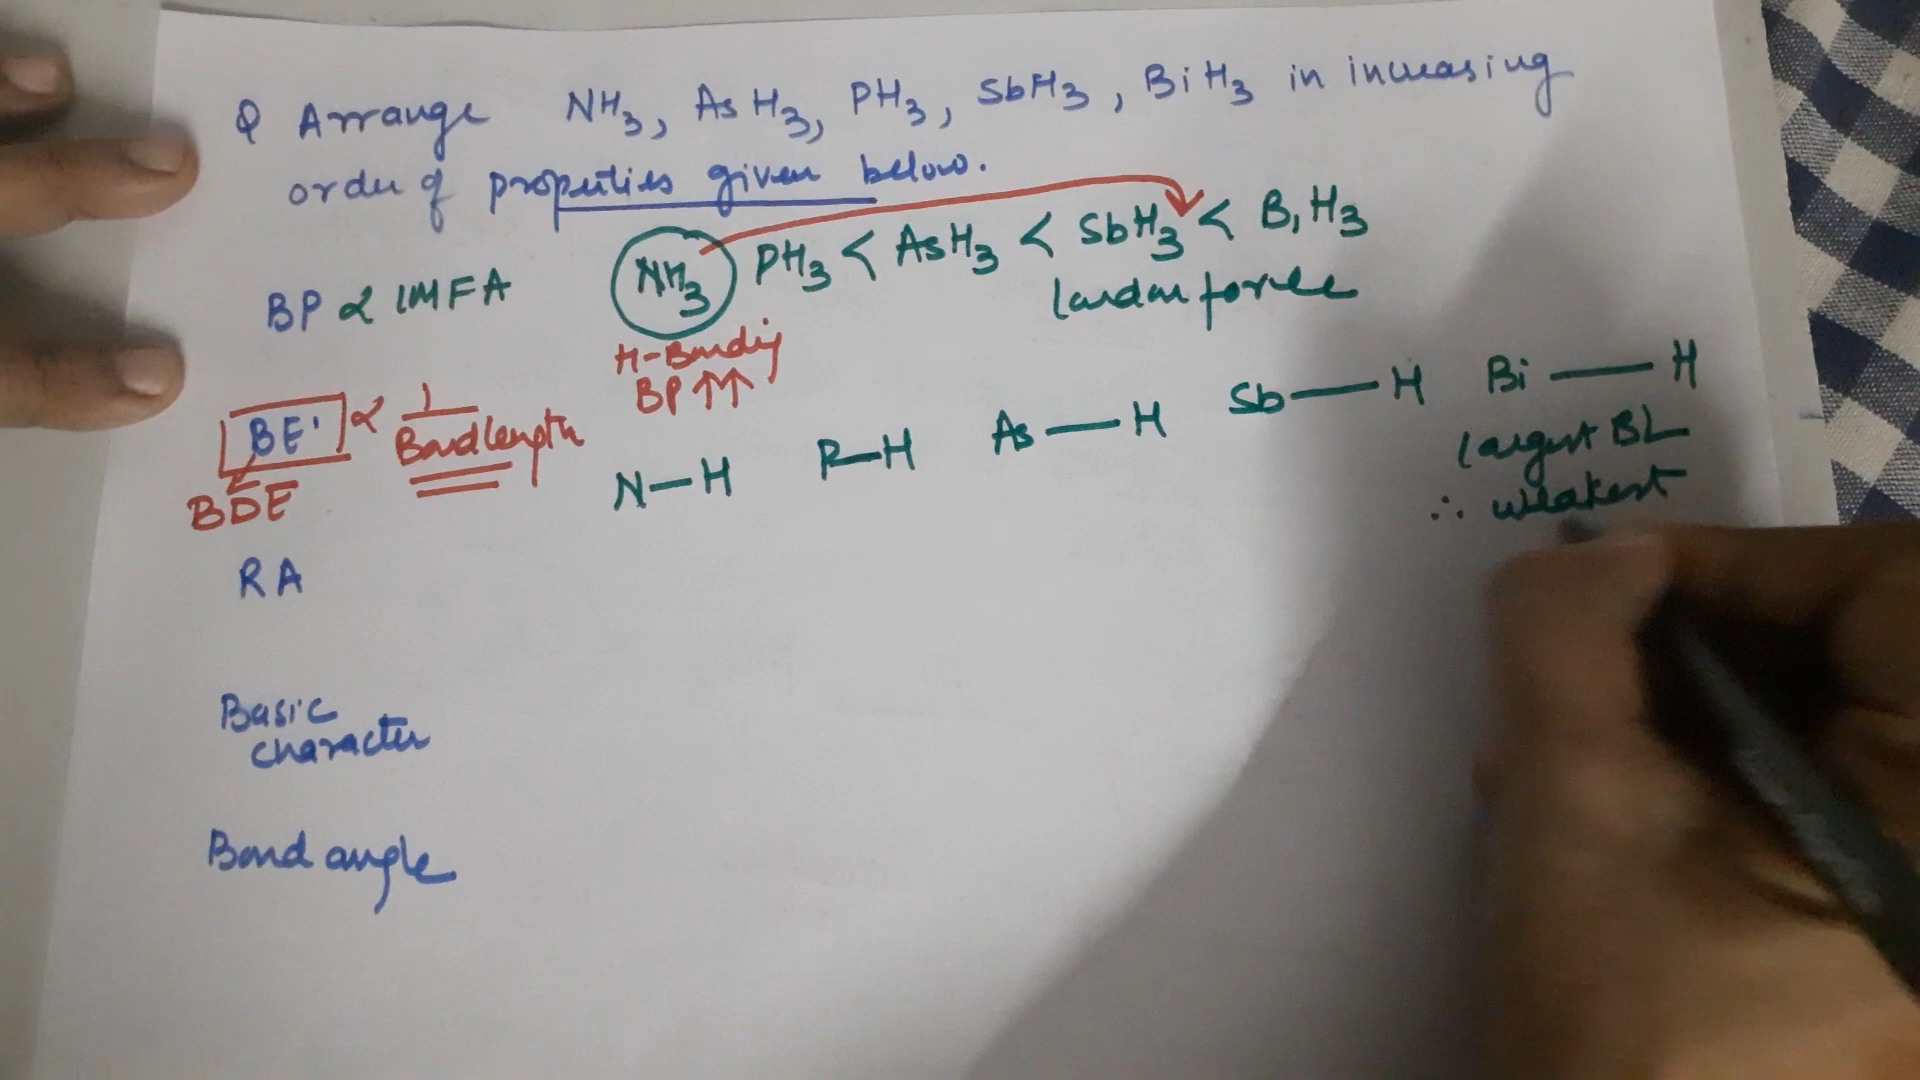 Q Arrange NH3, AsH3, PH3, SbH3, BiH3 in increasing
order of properties given below.
BP ∝ IMFA NH3 PH3 < AsH3 < SbH3 < BiH3
London force
H-Bonding
BP ↑↑
BE ∝ 1/Bond length
BDE
N—H P—H As—H Sb—H Bi—H
largest BL
∴ weakest
RA
Basic
character
Bond angle